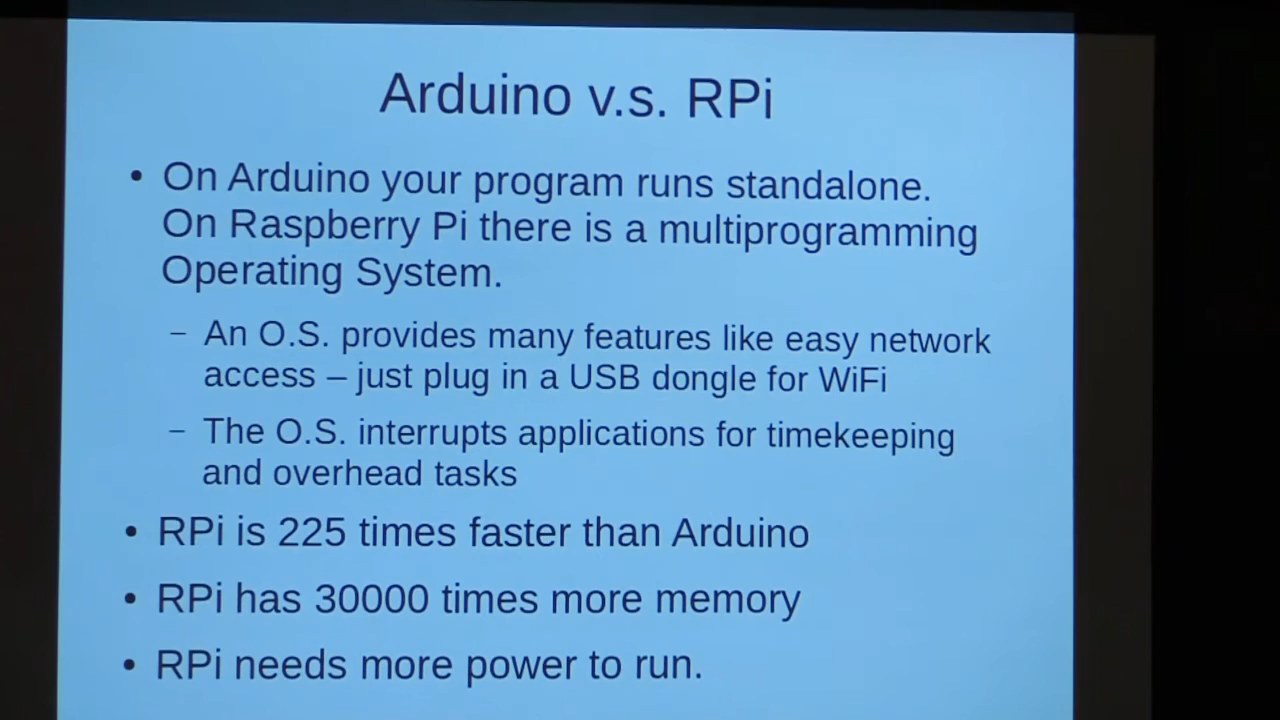 Arduino v.s. RPi
• On Arduino your program runs standalone.
On Raspberry Pi there is a multiprogramming
Operating System.
– An O.S. provides many features like easy network
access – just plug in a USB dongle for WiFi
– The O.S. interrupts applications for timekeeping
and overhead tasks
• RPi is 225 times faster than Arduino
• RPi has 30000 times more memory
• RPi needs more power to run.